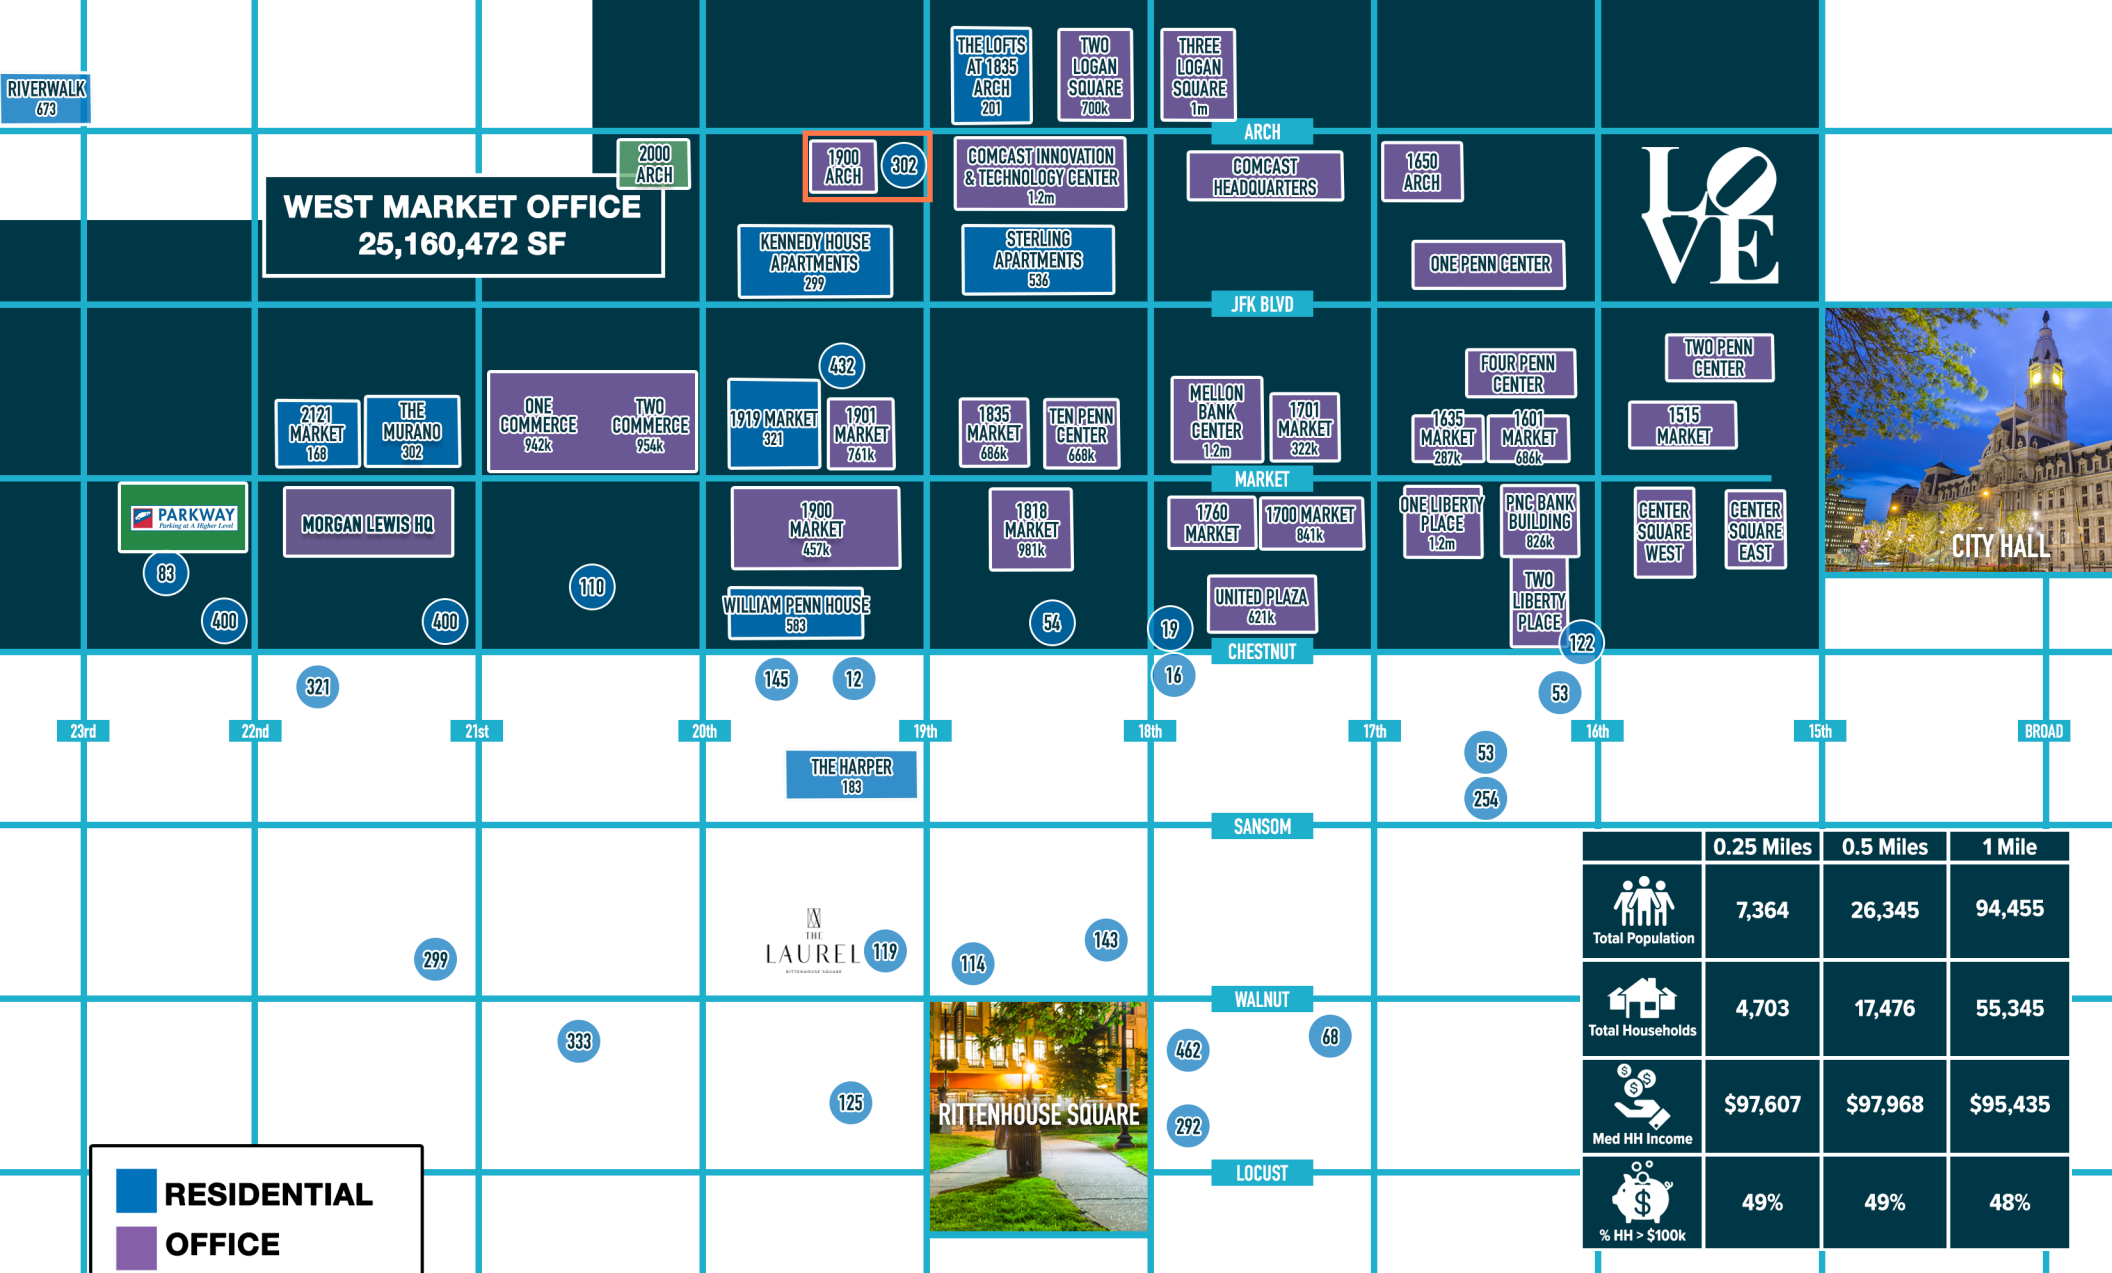 THE LOFTS
AT 1835
ARCH
201
TWO
LOGAN
SQUARE
700k
THREE
LOGAN
SQUARE
1m
RIVERWALK
673
ARCH
2000
ARCH
1900
ARCH
302
COMCAST INNOVATION
& TECHNOLOGY CENTER
1.2m
COMCAST
HEADQUARTERS
1650
ARCH
LOVE
WEST MARKET OFFICE
25,160,472 SF
KENNEDY HOUSE
APARTMENTS
299
STERLING
APARTMENTS
536
ONE PENN CENTER
JFK BLVD
432
FOUR PENN
CENTER
TWO PENN
CENTER
2121
MARKET
168
THE
MURANO
302
ONE
COMMERCE
942k
TWO
COMMERCE
954k
1919 MARKET
321
1901
MARKET
761k
1835
MARKET
686k
TEN PENN
CENTER
668k
MELLON
BANK
CENTER
1.2m
1701
MARKET
322k
1635
MARKET
287k
1601
MARKET
686k
1515
MARKET
MARKET
PARKWAY
Parking at A Higher Level
83
400
MORGAN LEWIS HQ
400
110
1900
MARKET
457k
1818
MARKET
981k
1760
MARKET
1700 MARKET
841k
ONE LIBERTY
PLACE
1.2m
PNC BANK
BUILDING
826k
CENTER
SQUARE
WEST
CENTER
SQUARE
EAST
CITY HALL
WILLIAM PENN HOUSE
583
54
19
UNITED PLAZA
621k
TWO
LIBERTY
PLACE
122
CHESTNUT
321
145
12
16
53
23rd
22nd
21st
20th
19th
18th
17th
16th
15th
BROAD
THE HARPER
183
53
254
SANSOM
299
THE
LAUREL
RITTENHOUSE SQUARE
119
114
143
WALNUT
333
125
RITTENHOUSE SQUARE
462
68
292
LOCUST
0.25 Miles
0.5 Miles
1 Mile
Total Population
7,364
26,345
94,455
Total Households
4,703
17,476
55,345
Med HH Income
$97,607
$97,968
$95,435
% HH > $100k
49%
49%
48%
RESIDENTIAL
OFFICE